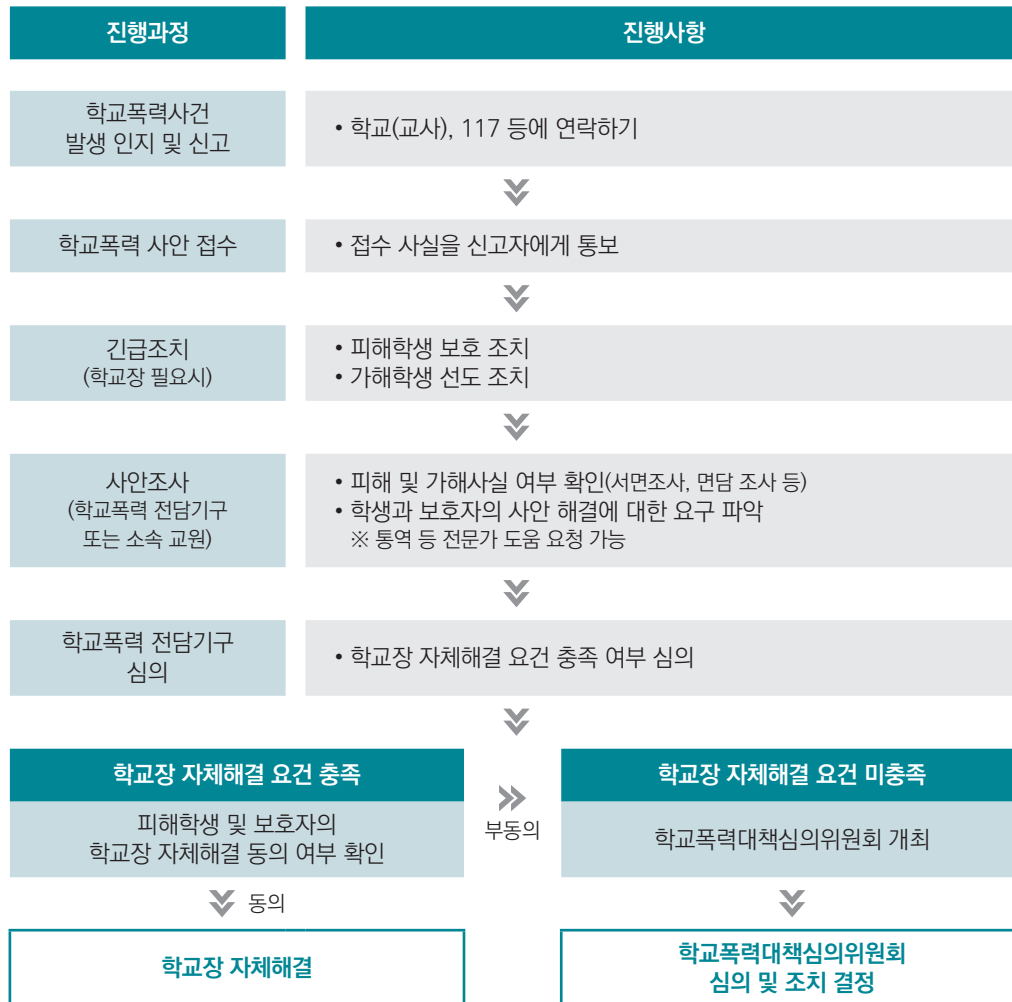 진행과정
진행사항
학교폭력사건
발생 인지 및 신고
• 학교(교사), 117 등에 연락하기
학교폭력 사안 접수
• 접수 사실을 신고자에게 통보
긴급조치
(학교장 필요시)
• 피해학생 보호 조치
• 가해학생 선도 조치
사안조사
(학교폭력 전담기구
또는 소속 교원)
• 피해 및 가해사실 여부 확인(서면조사, 면담 조사 등)
• 학생과 보호자의 사안 해결에 대한 요구 파악
※ 통역 등 전문가 도움 요청 가능
학교폭력 전담기구
심의
• 학교장 자체해결 요건 충족 여부 심의
학교장 자체해결 요건 충족
피해학생 및 보호자의
학교장 자체해결 동의 여부 확인
부동의
학교장 자체해결 요건 미충족
학교폭력대책심의위원회 개최
동의
학교장 자체해결
학교폭력대책심의위원회
심의 및 조치 결정